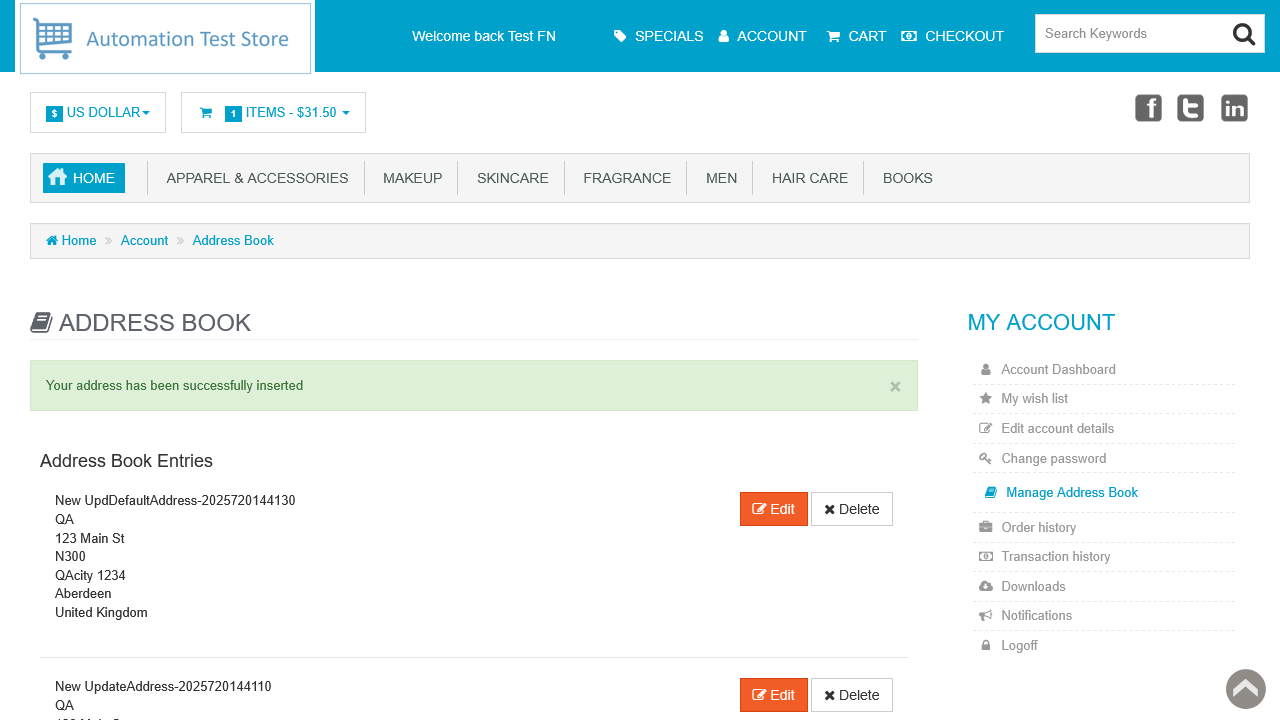 Automation Test Store
Welcome back Test FN
SPECIALS
ACCOUNT
CART
CHECKOUT
Search Keywords
$ US DOLLAR
1 ITEMS - $31.50
HOME
APPAREL & ACCESSORIES
MAKEUP
SKINCARE
FRAGRANCE
MEN
HAIR CARE
BOOKS
Home » Account » Address Book
ADDRESS BOOK
Your address has been successfully inserted ×
Address Book Entries
New UpdDefaultAddress-2025720144130
QA
123 Main St
N300
QAcity 1234
Aberdeen
United Kingdom
Edit
Delete
New UpdateAddress-2025720144110
QA
Edit
Delete
MY ACCOUNT
Account Dashboard
My wish list
Edit account details
Change password
Manage Address Book
Order history
Transaction history
Downloads
Notifications
Logoff